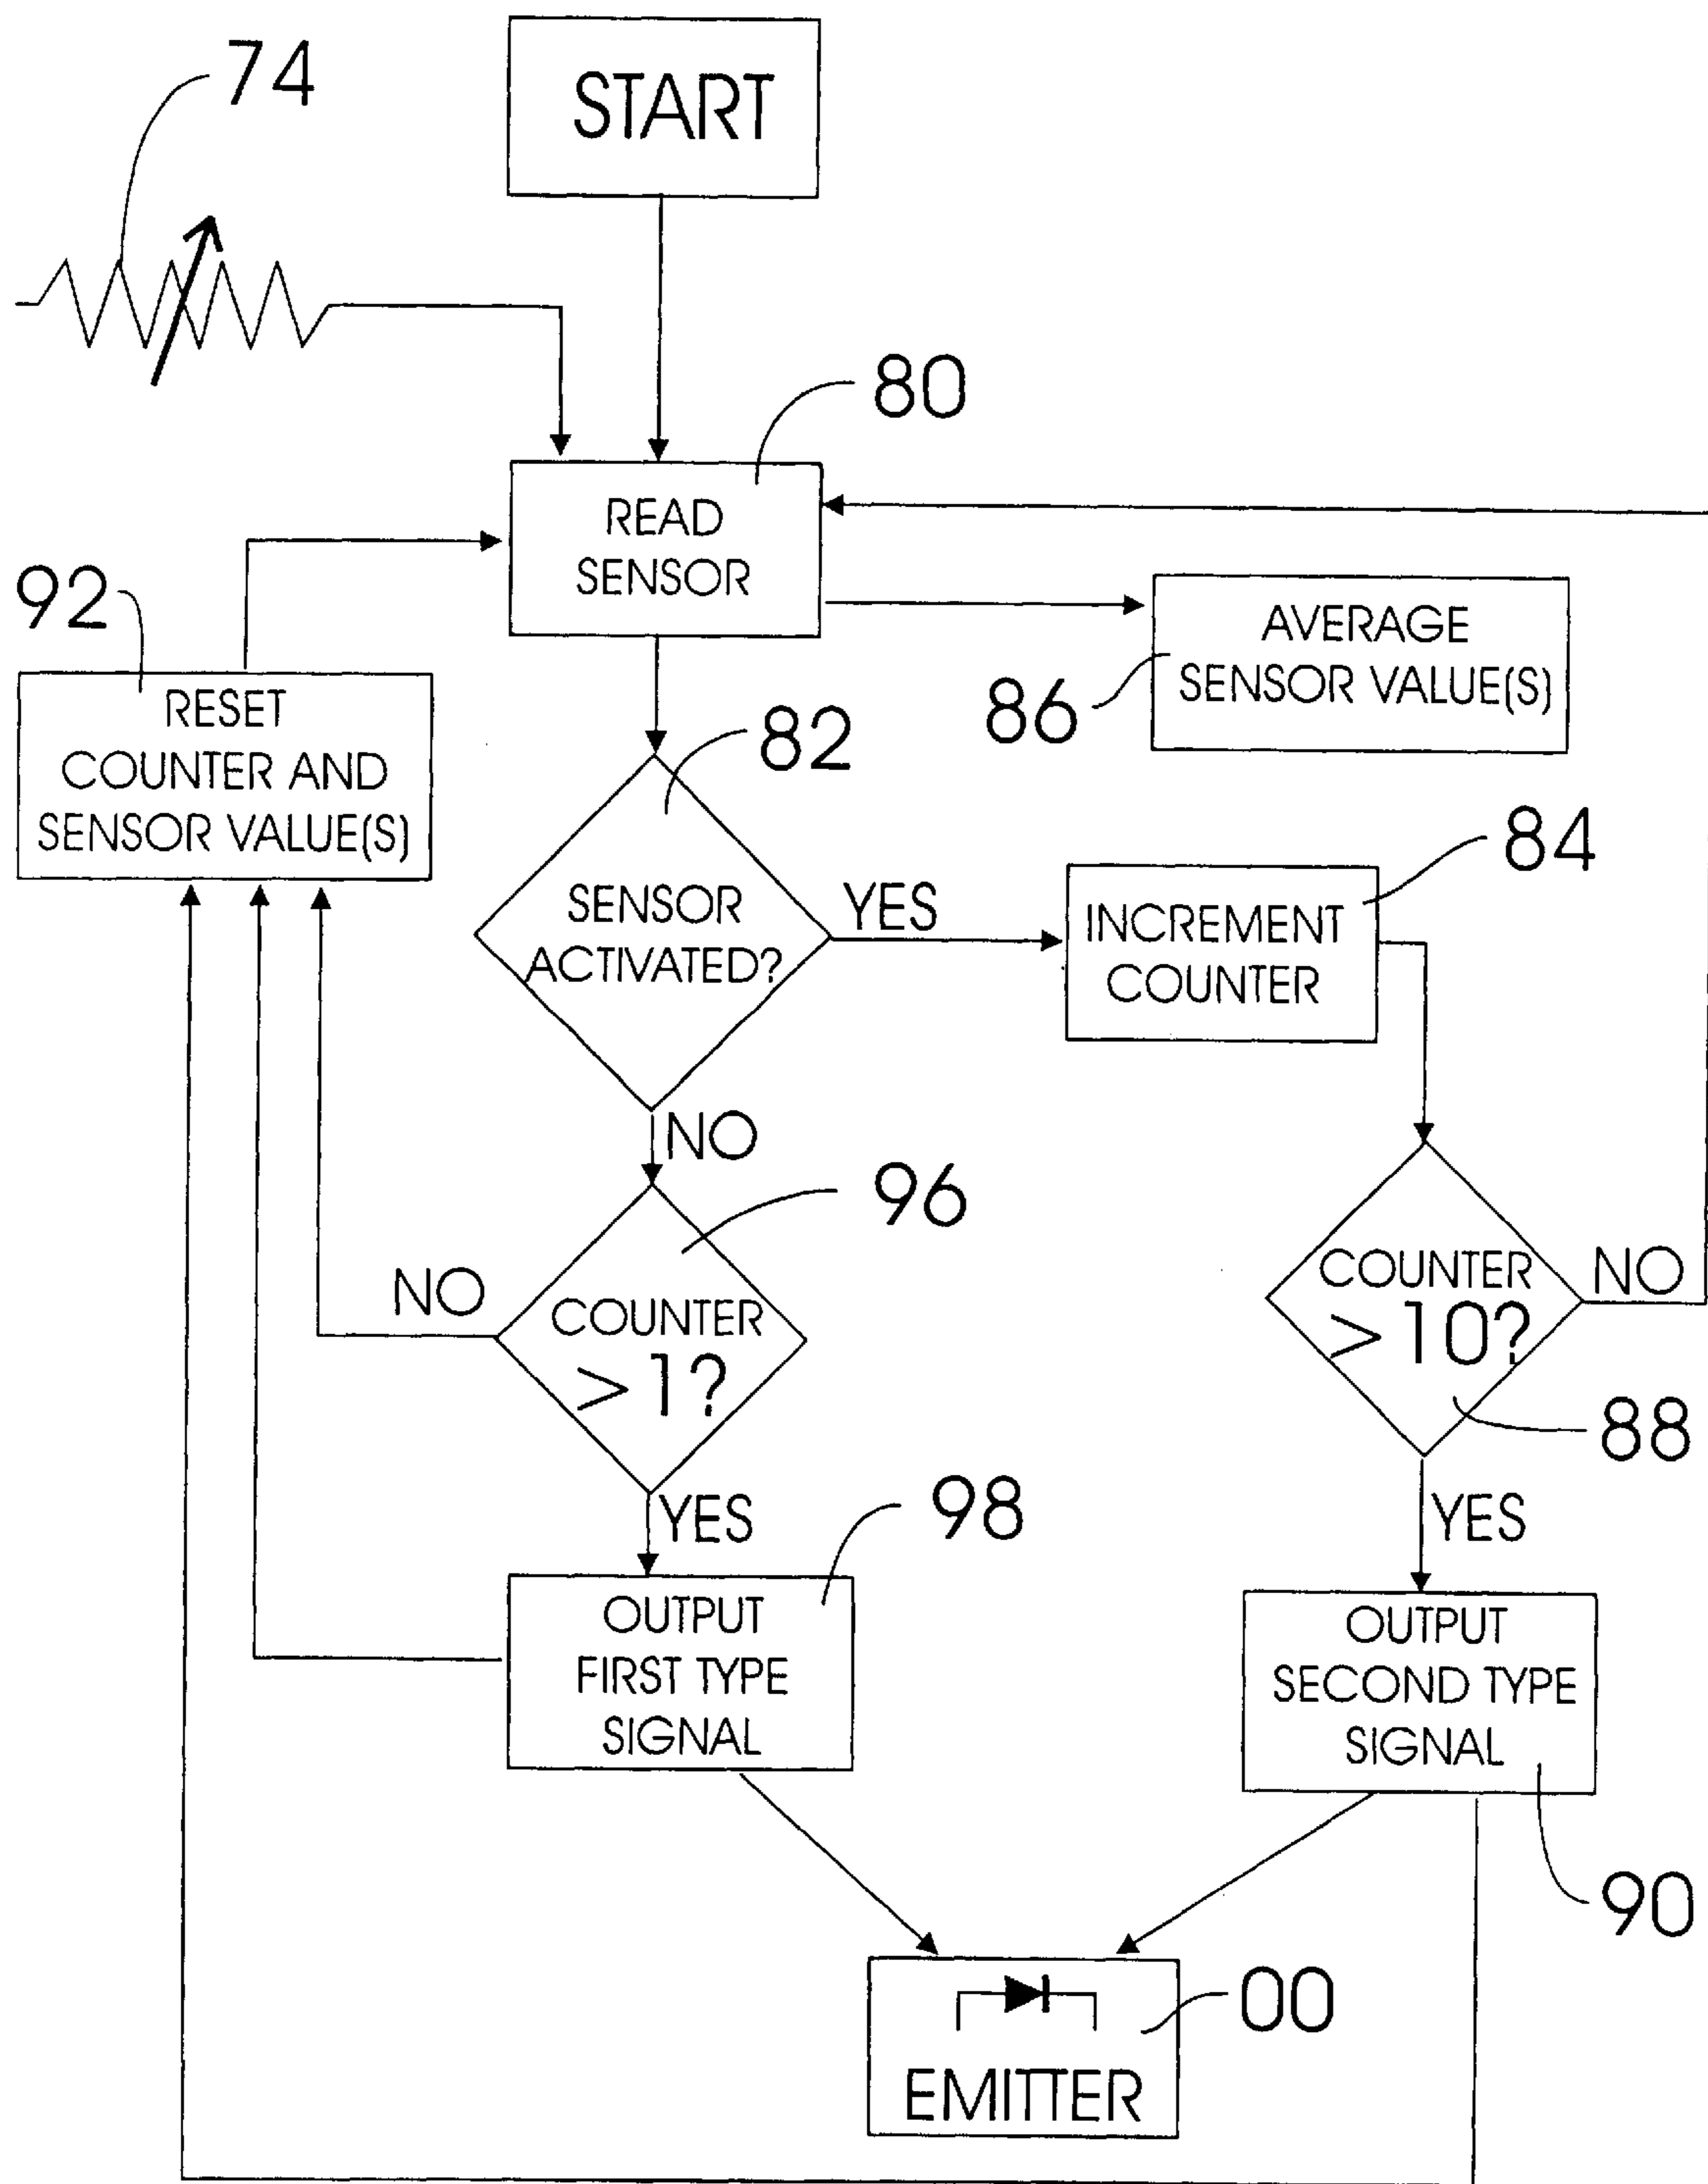 74
START
80
READ
SENSOR
92
RESET
COUNTER AND
SENSOR VALUE(S)
AVERAGE
SENSOR VALUE(S)
86
82
SENSOR
ACTIVATED?
YES
84
INCREMENT
COUNTER
NO
96
COUNTER
> 1?
NO
COUNTER
> 10?
NO
88
YES
98
OUTPUT
FIRST TYPE
SIGNAL
YES
OUTPUT
SECOND TYPE
SIGNAL
90
00
EMITTER